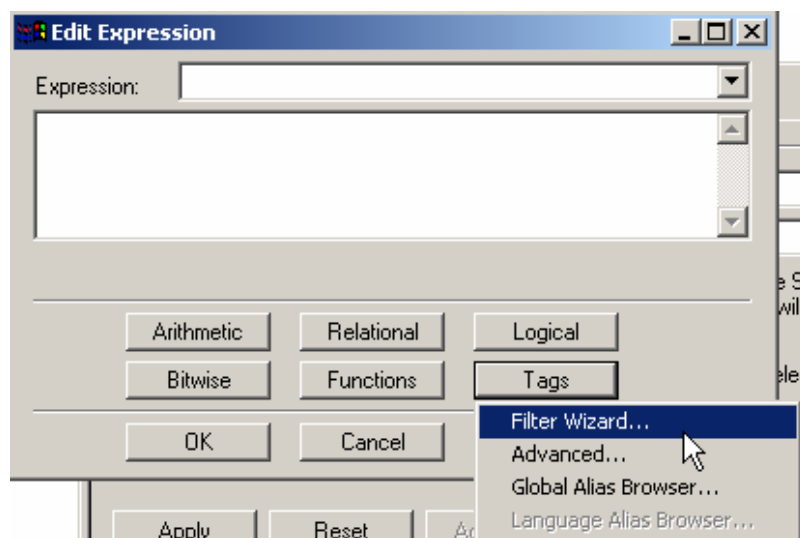 Edit Expression
Expression:
Arithmetic Relational Logical
Bitwise Functions Tags
OK Cancel
Filter Wizard...
Advanced...
Global Alias Browser...
Language Alias Browser...
Apply Reset